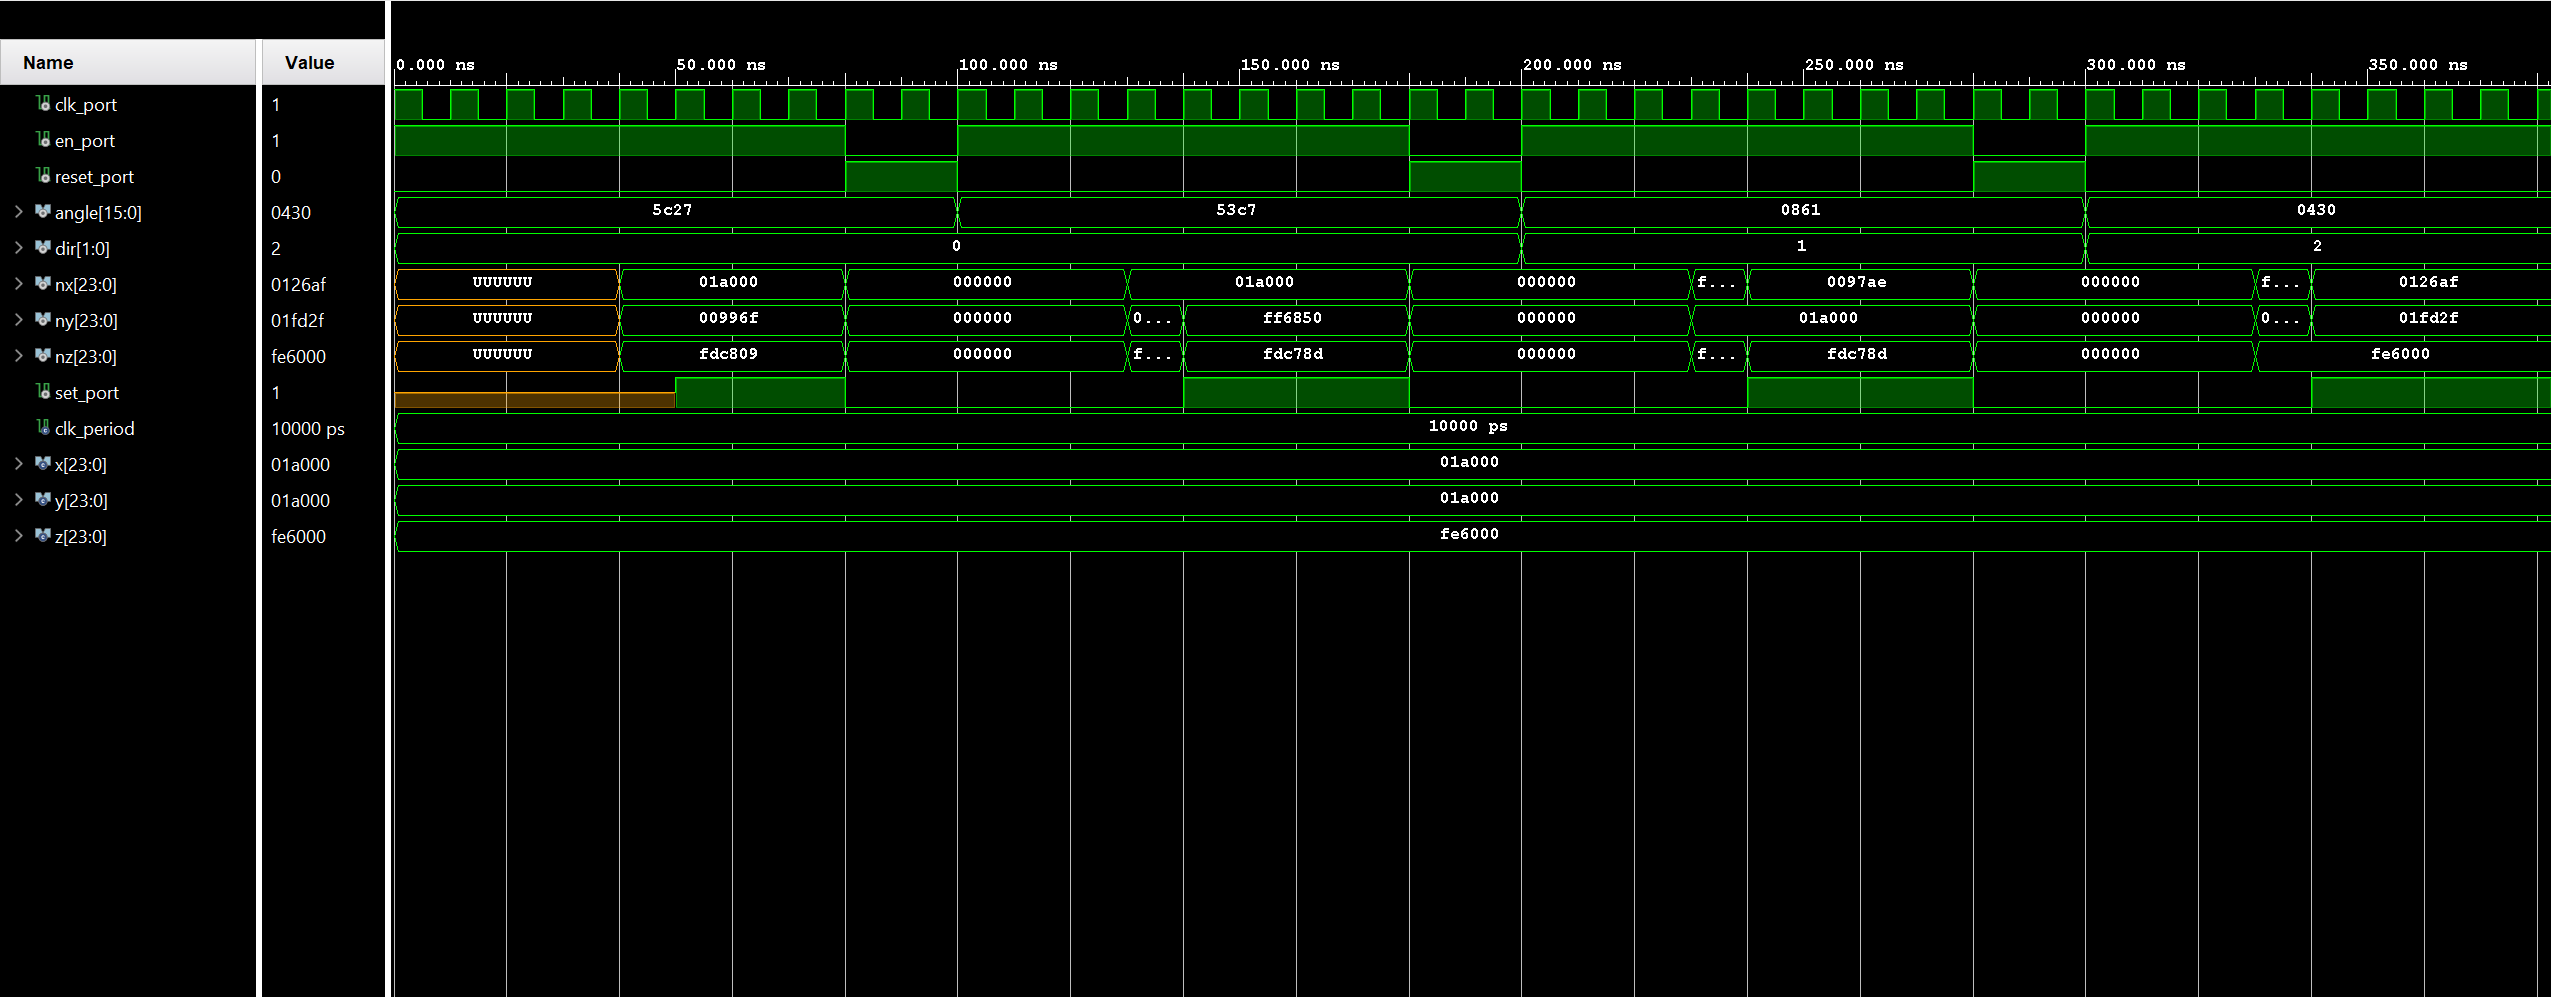 Name Value
0.000 ns 50.000 ns 100.000 ns 150.000 ns 200.000 ns 250.000 ns 300.000 ns 350.000 ns
clk_port 1
en_port 1
reset_port 0
angle[15:0] 0430 5c27 53c7 0861 0430
dir[1:0] 2 0 1 2
nx[23:0] 0126af UUUUUU 01a000 000000 01a000 000000 f... 0097ae 000000 f... 0126af
ny[23:0] 01fd2f UUUUUU 00996f 000000 0... ff6850 000000 01a000 000000 0... 01fd2f
nz[23:0] fe6000 UUUUUU fdc809 000000 f... fdc78d 000000 f... fdc78d 000000 fe6000
set_port 1
clk_period 10000 ps 10000 ps
x[23:0] 01a000 01a000
y[23:0] 01a000 01a000
z[23:0] fe6000 fe6000